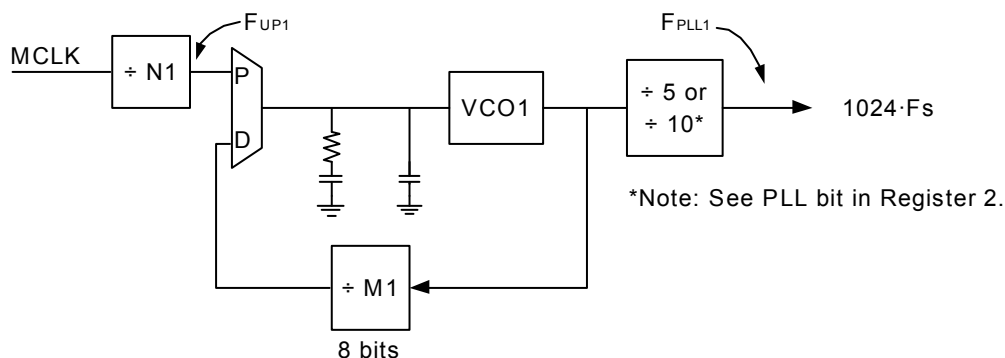 FUP1
FPLL1
MCLK
÷ N1
P
D
VCO1
÷ 5 or
÷ 10*
1024·Fs
*Note: See PLL bit in Register 2.
÷ M1
8 bits